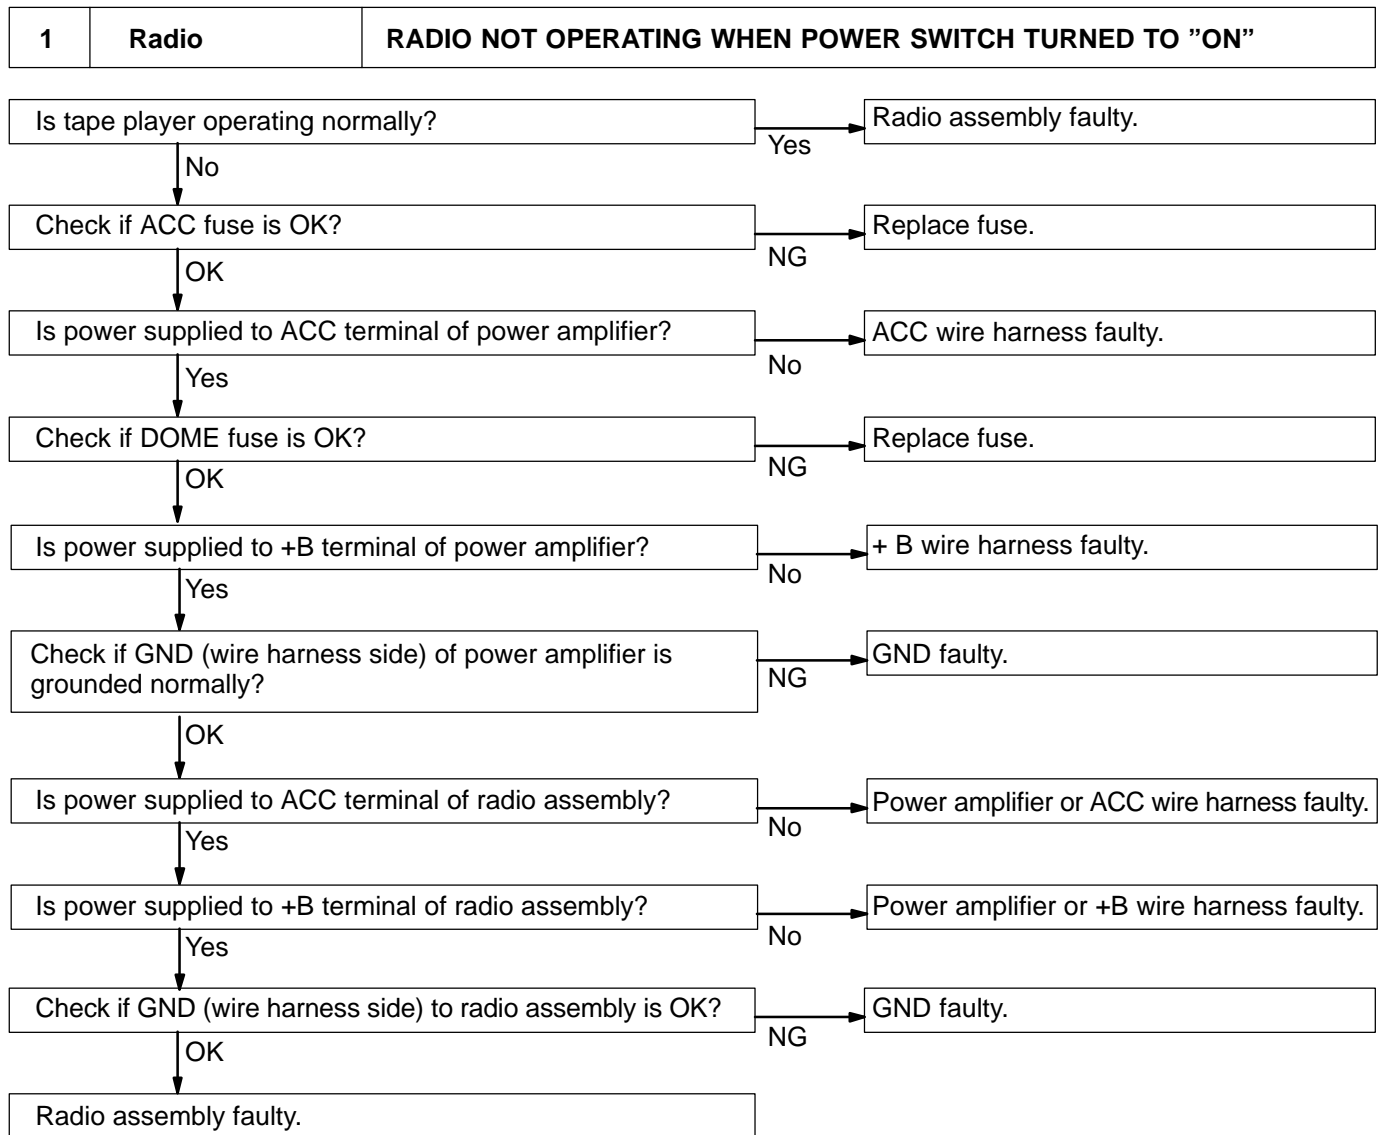 1 Radio RADIO NOT OPERATING WHEN POWER SWITCH TURNED TO ”ON”
Is tape player operating normally?
Yes
Radio assembly faulty.
No
Check if ACC fuse is OK?
NG
Replace fuse.
OK
Is power supplied to ACC terminal of power amplifier?
No
ACC wire harness faulty.
Yes
Check if DOME fuse is OK?
NG
Replace fuse.
OK
Is power supplied to +B terminal of power amplifier?
No
+ B wire harness faulty.
Yes
Check if GND (wire harness side) of power amplifier is
grounded normally?
NG
GND faulty.
OK
Is power supplied to ACC terminal of radio assembly?
No
Power amplifier or ACC wire harness faulty.
Yes
Is power supplied to +B terminal of radio assembly?
No
Power amplifier or +B wire harness faulty.
Yes
Check if GND (wire harness side) to radio assembly is OK?
NG
GND faulty.
OK
Radio assembly faulty.